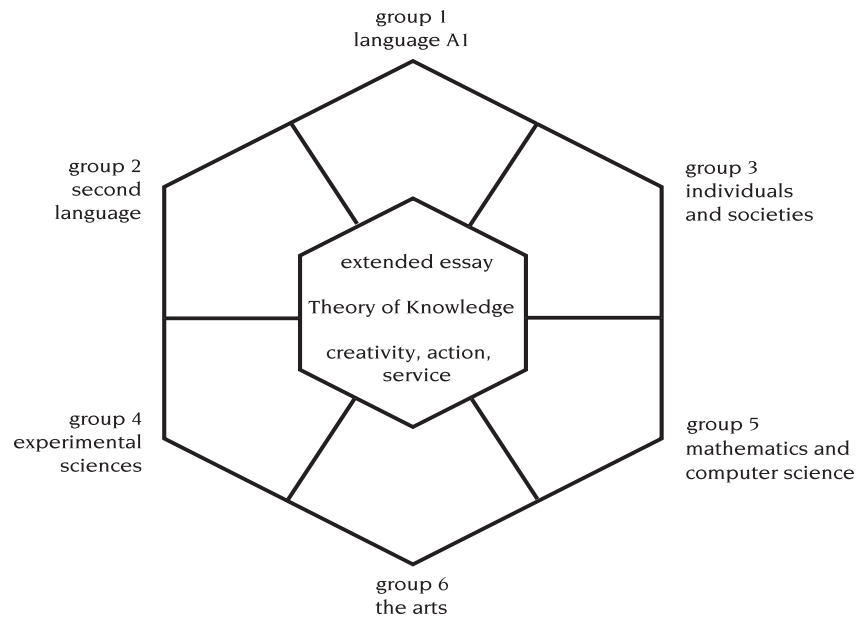 group 1
language A1
group 2
second
language
group 3
individuals
and societies
extended essay
Theory of Knowledge
creativity, action,
service
group 4
experimental
sciences
group 5
mathematics and
computer science
group 6
the arts